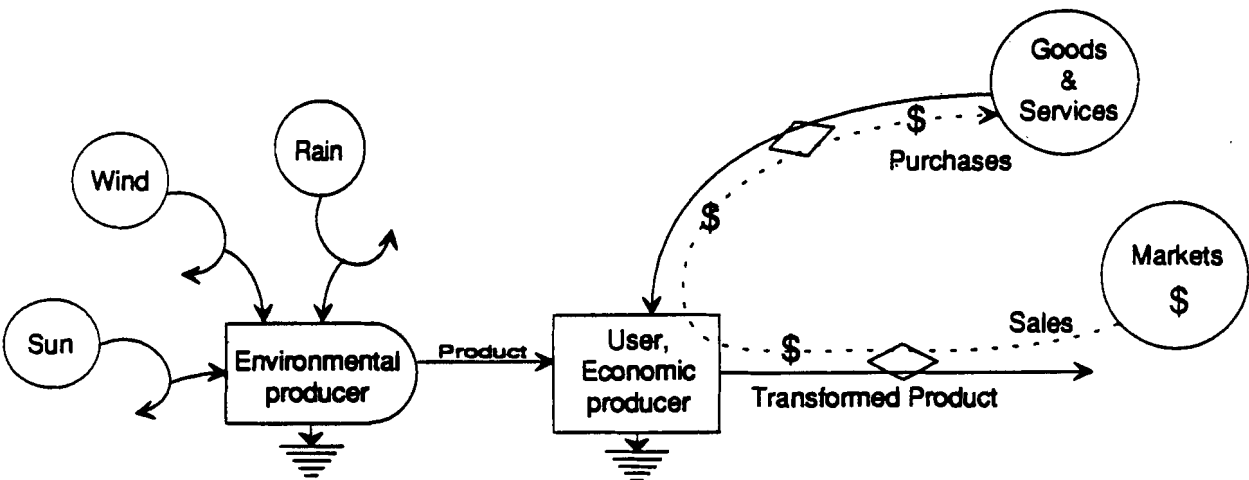 Goods
&
Services
$
Purchases
Rain
Wind
$
Markets
$
Sales
Sun
Environmental
producer
Product
User,
Economic
producer
$
Transformed Product